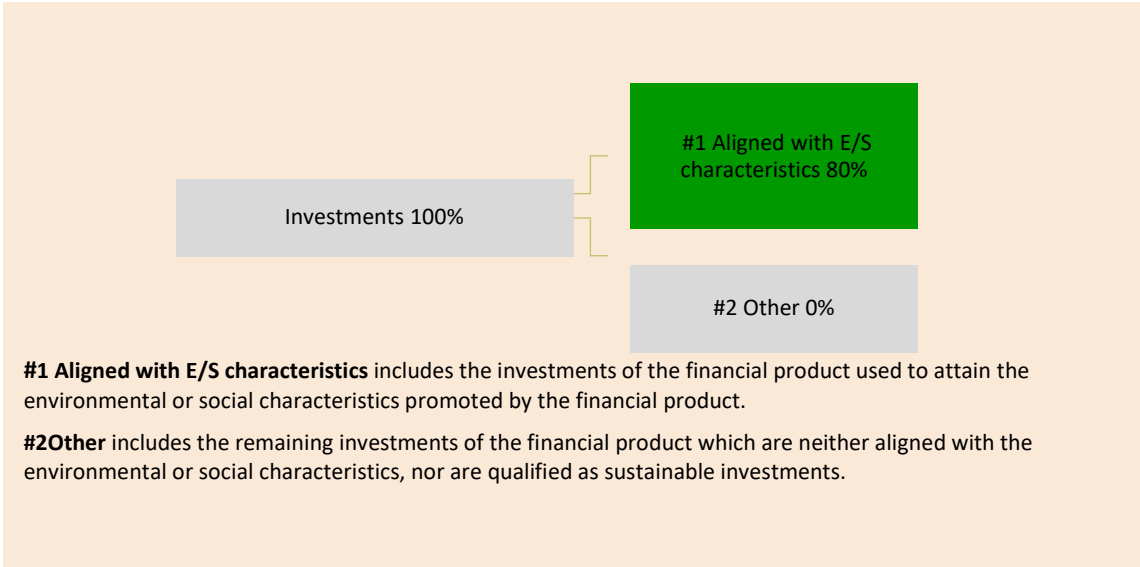 #1 Aligned with E/S
characteristics 80%
Investments 100%
#2 Other 0%
#1 Aligned with E/S characteristics includes the investments of the financial product used to attain the
environmental or social characteristics promoted by the financial product.
#2Other includes the remaining investments of the financial product which are neither aligned with the
environmental or social characteristics, nor are qualified as sustainable investments.